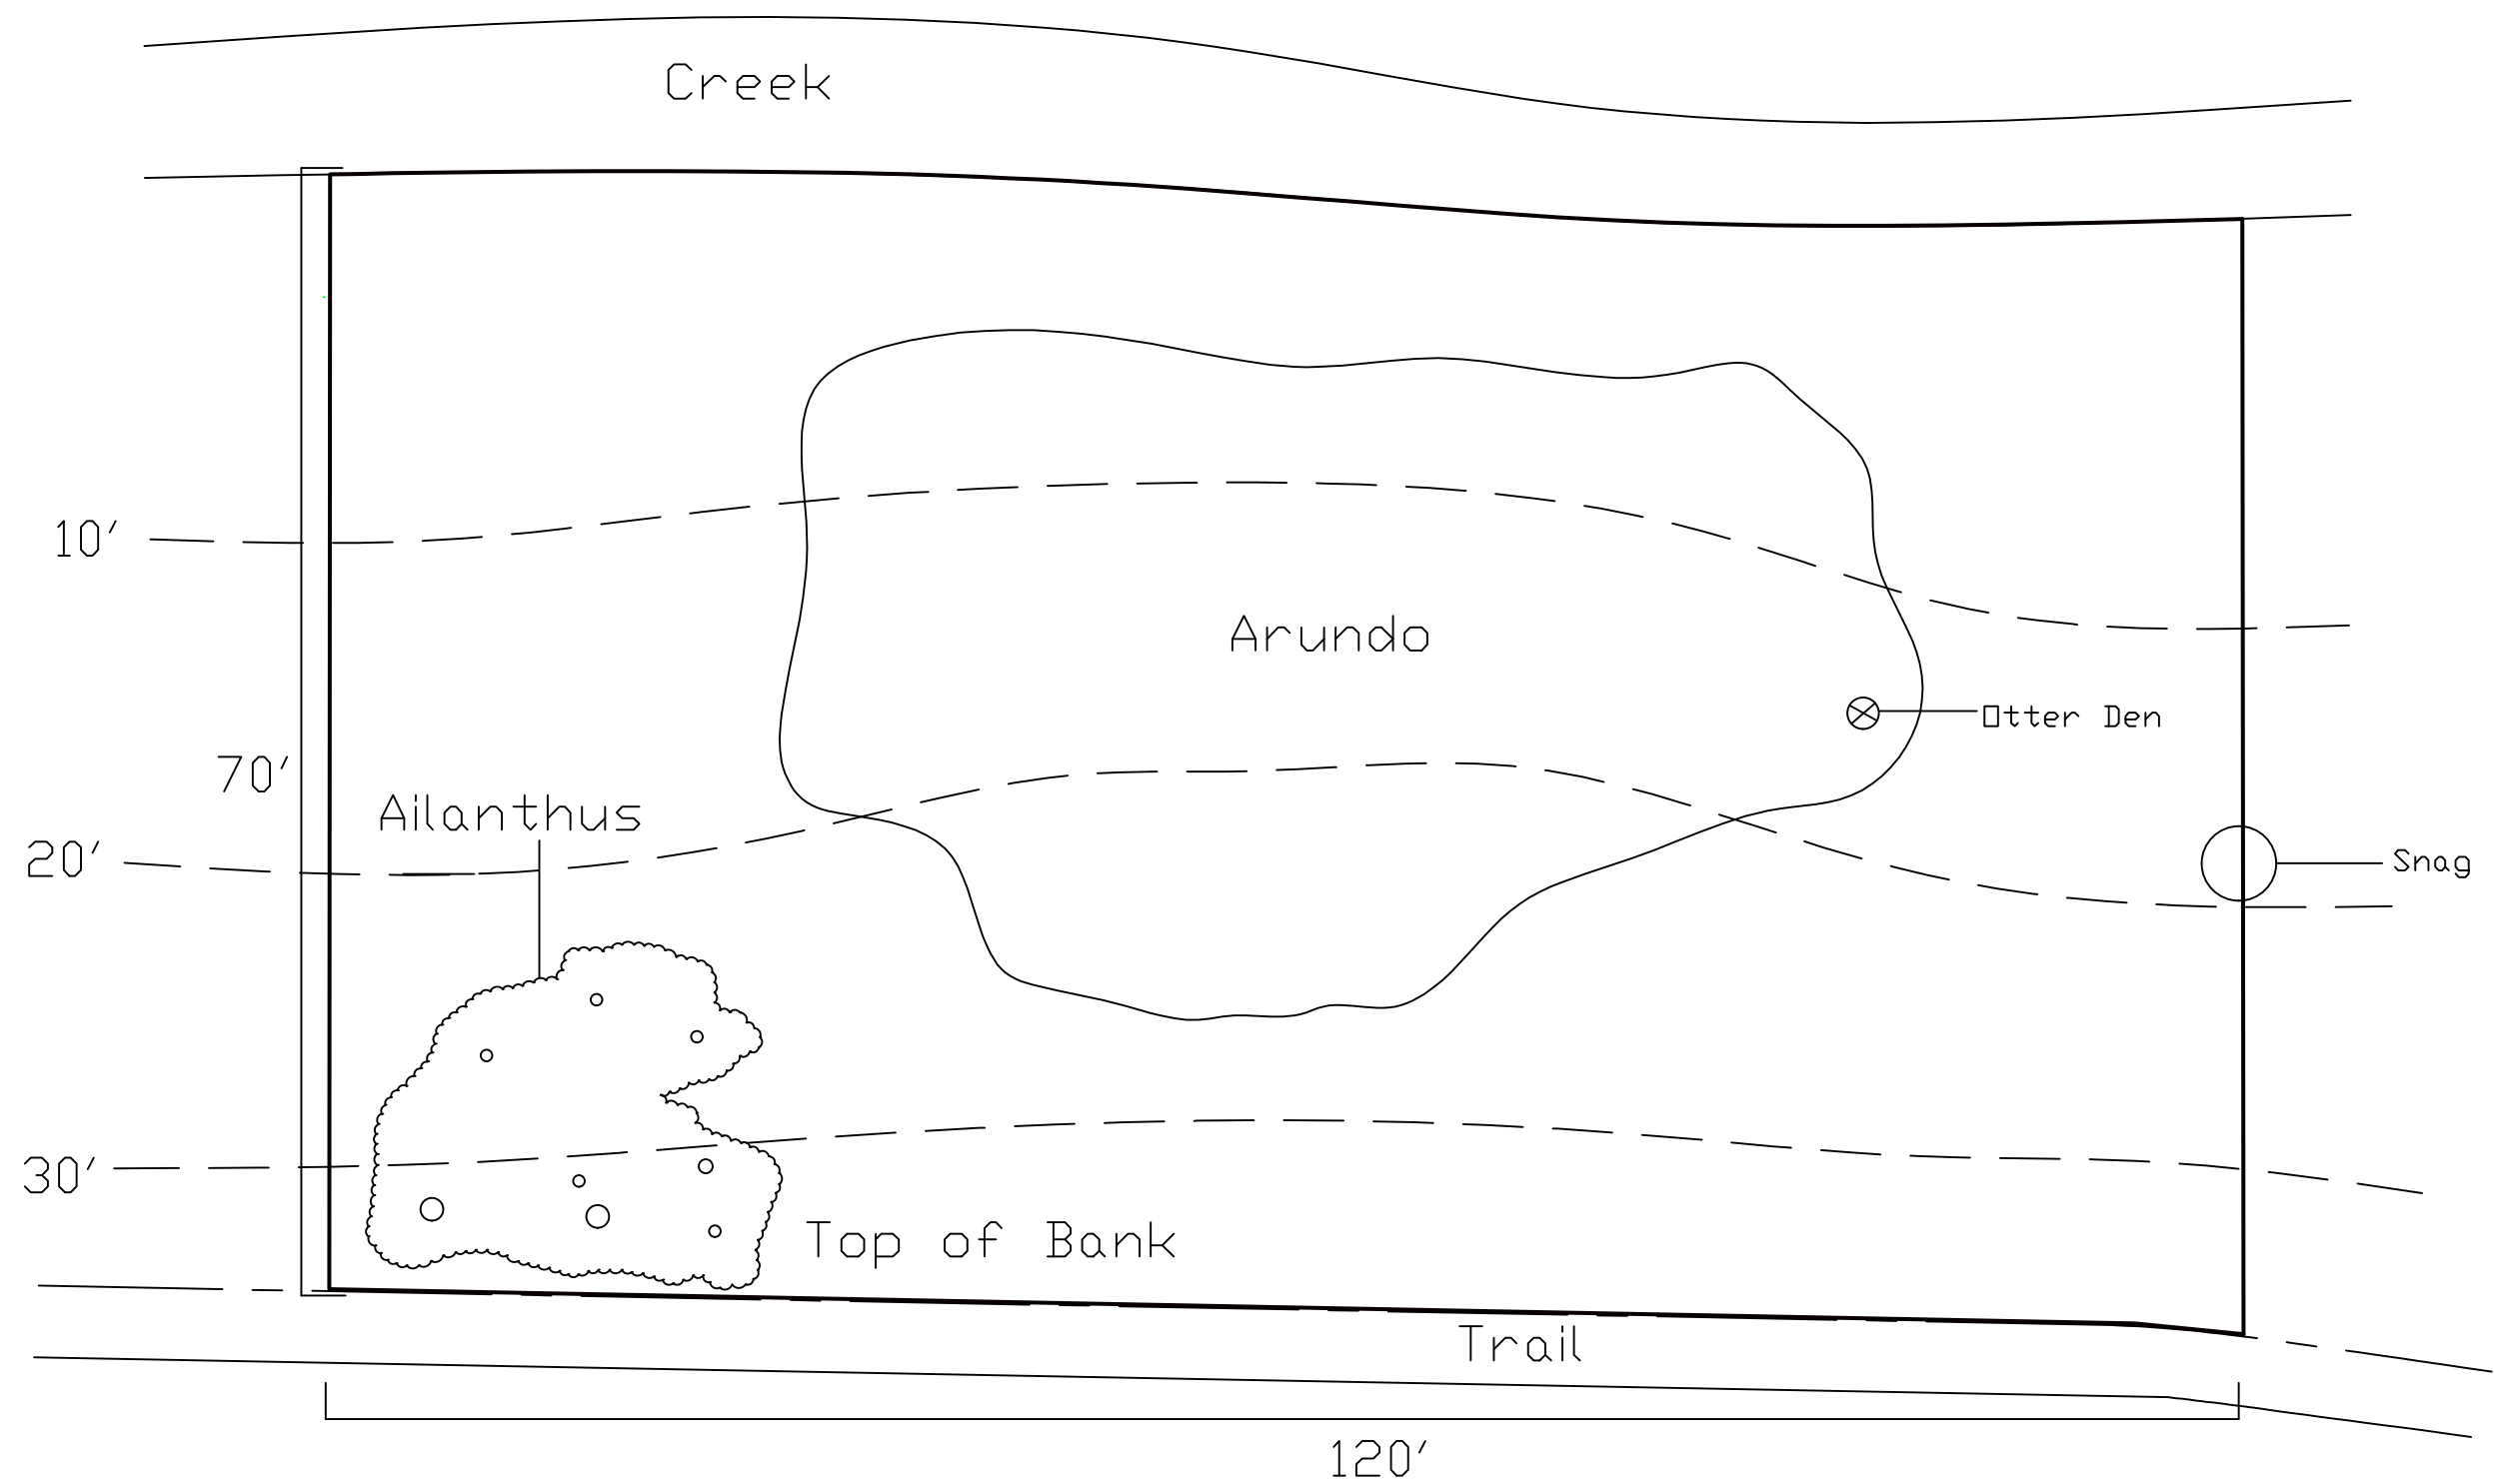 Creek
10′
Arundo
Otter Den
70′
Ailanthus
20′
Snag
30′
Top of Bank
Trail
120′